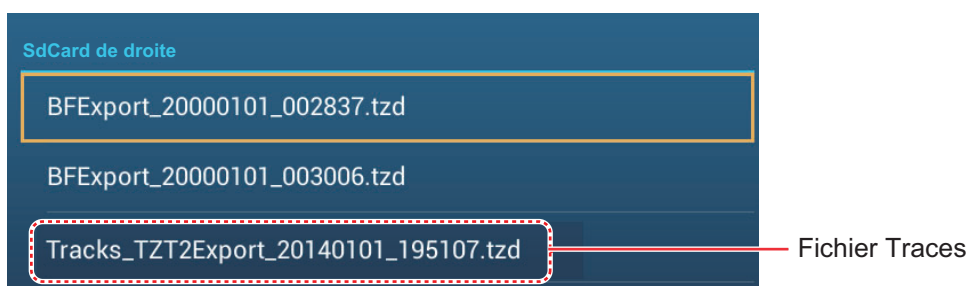 SdCard de droite
BFExport_20000101_002837.tzd
BFExport_20000101_003006.tzd
Tracks_TZT2Export_20140101_195107.tzd
Fichier Traces